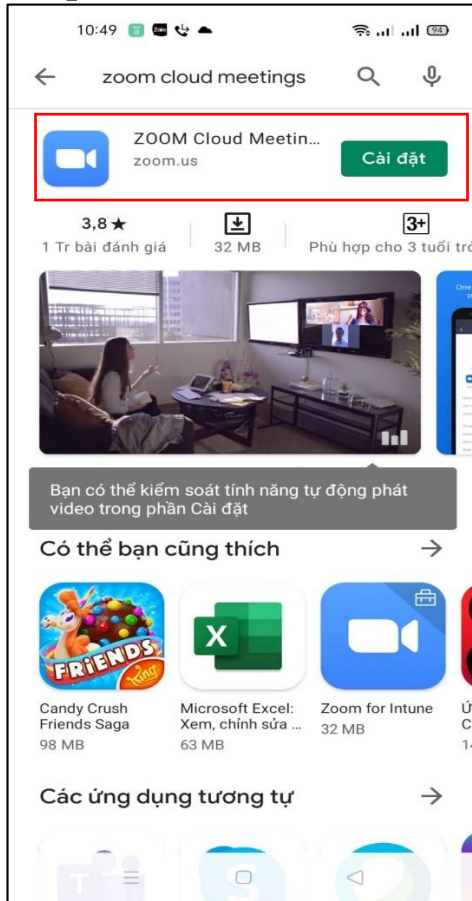 10:49 Zalo 94
zoom cloud meetings
ZOOM Cloud Meetin...
zoom.us
Cài đặt
3,8★ 3+
1 Tr bài đánh giá 32 MB Phù hợp cho 3 tuổi trở
Bạn có thể kiểm soát tính năng tự động phát
video trong phần Cài đặt
Có thể bạn cũng thích
FRIENDS
King
X
Candy Crush
Friends Saga
98 MB
Microsoft Excel:
Xem, chỉnh sửa ...
63 MB
Zoom for Intune
32 MB
Các ứng dụng tương tự
T
S